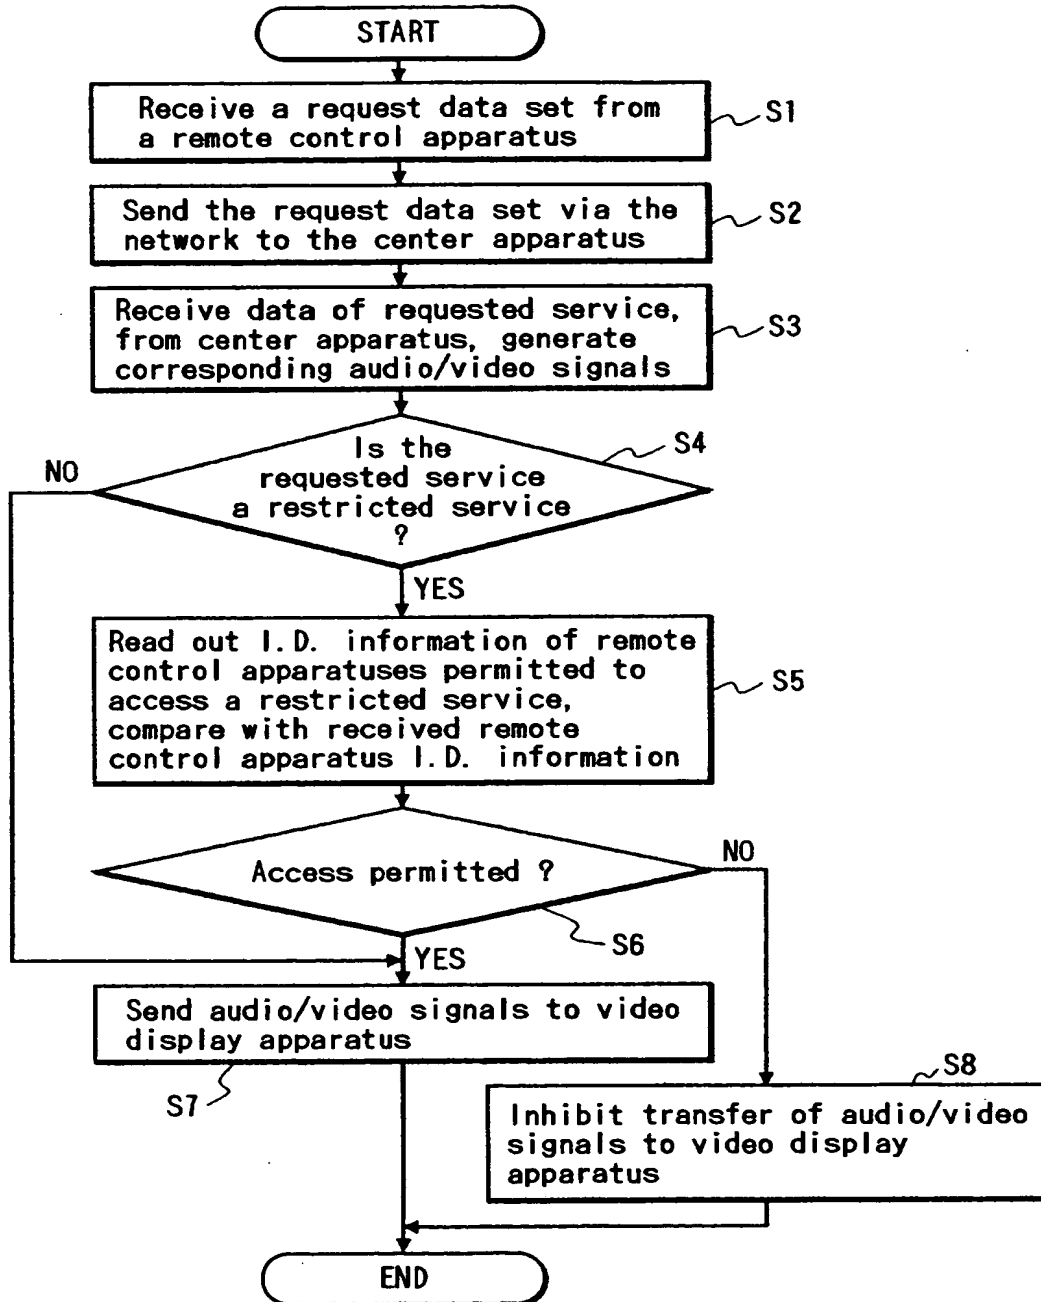 START
Receive a request data set from
a remote control apparatus
S1
Send the request data set via the
network to the center apparatus
S2
Receive data of requested service,
from center apparatus, generate
corresponding audio/video signals
S3
Is the
requested service
a restricted service
?
S4
NO
YES
Read out I.D. information of remote
control apparatuses permitted to
access a restricted service,
compare with received remote
control apparatus I.D. information
S5
Access permitted ?
NO
S6
YES
Send audio/video signals to video
display apparatus
S7
S8
Inhibit transfer of audio/video
signals to video display
apparatus
END